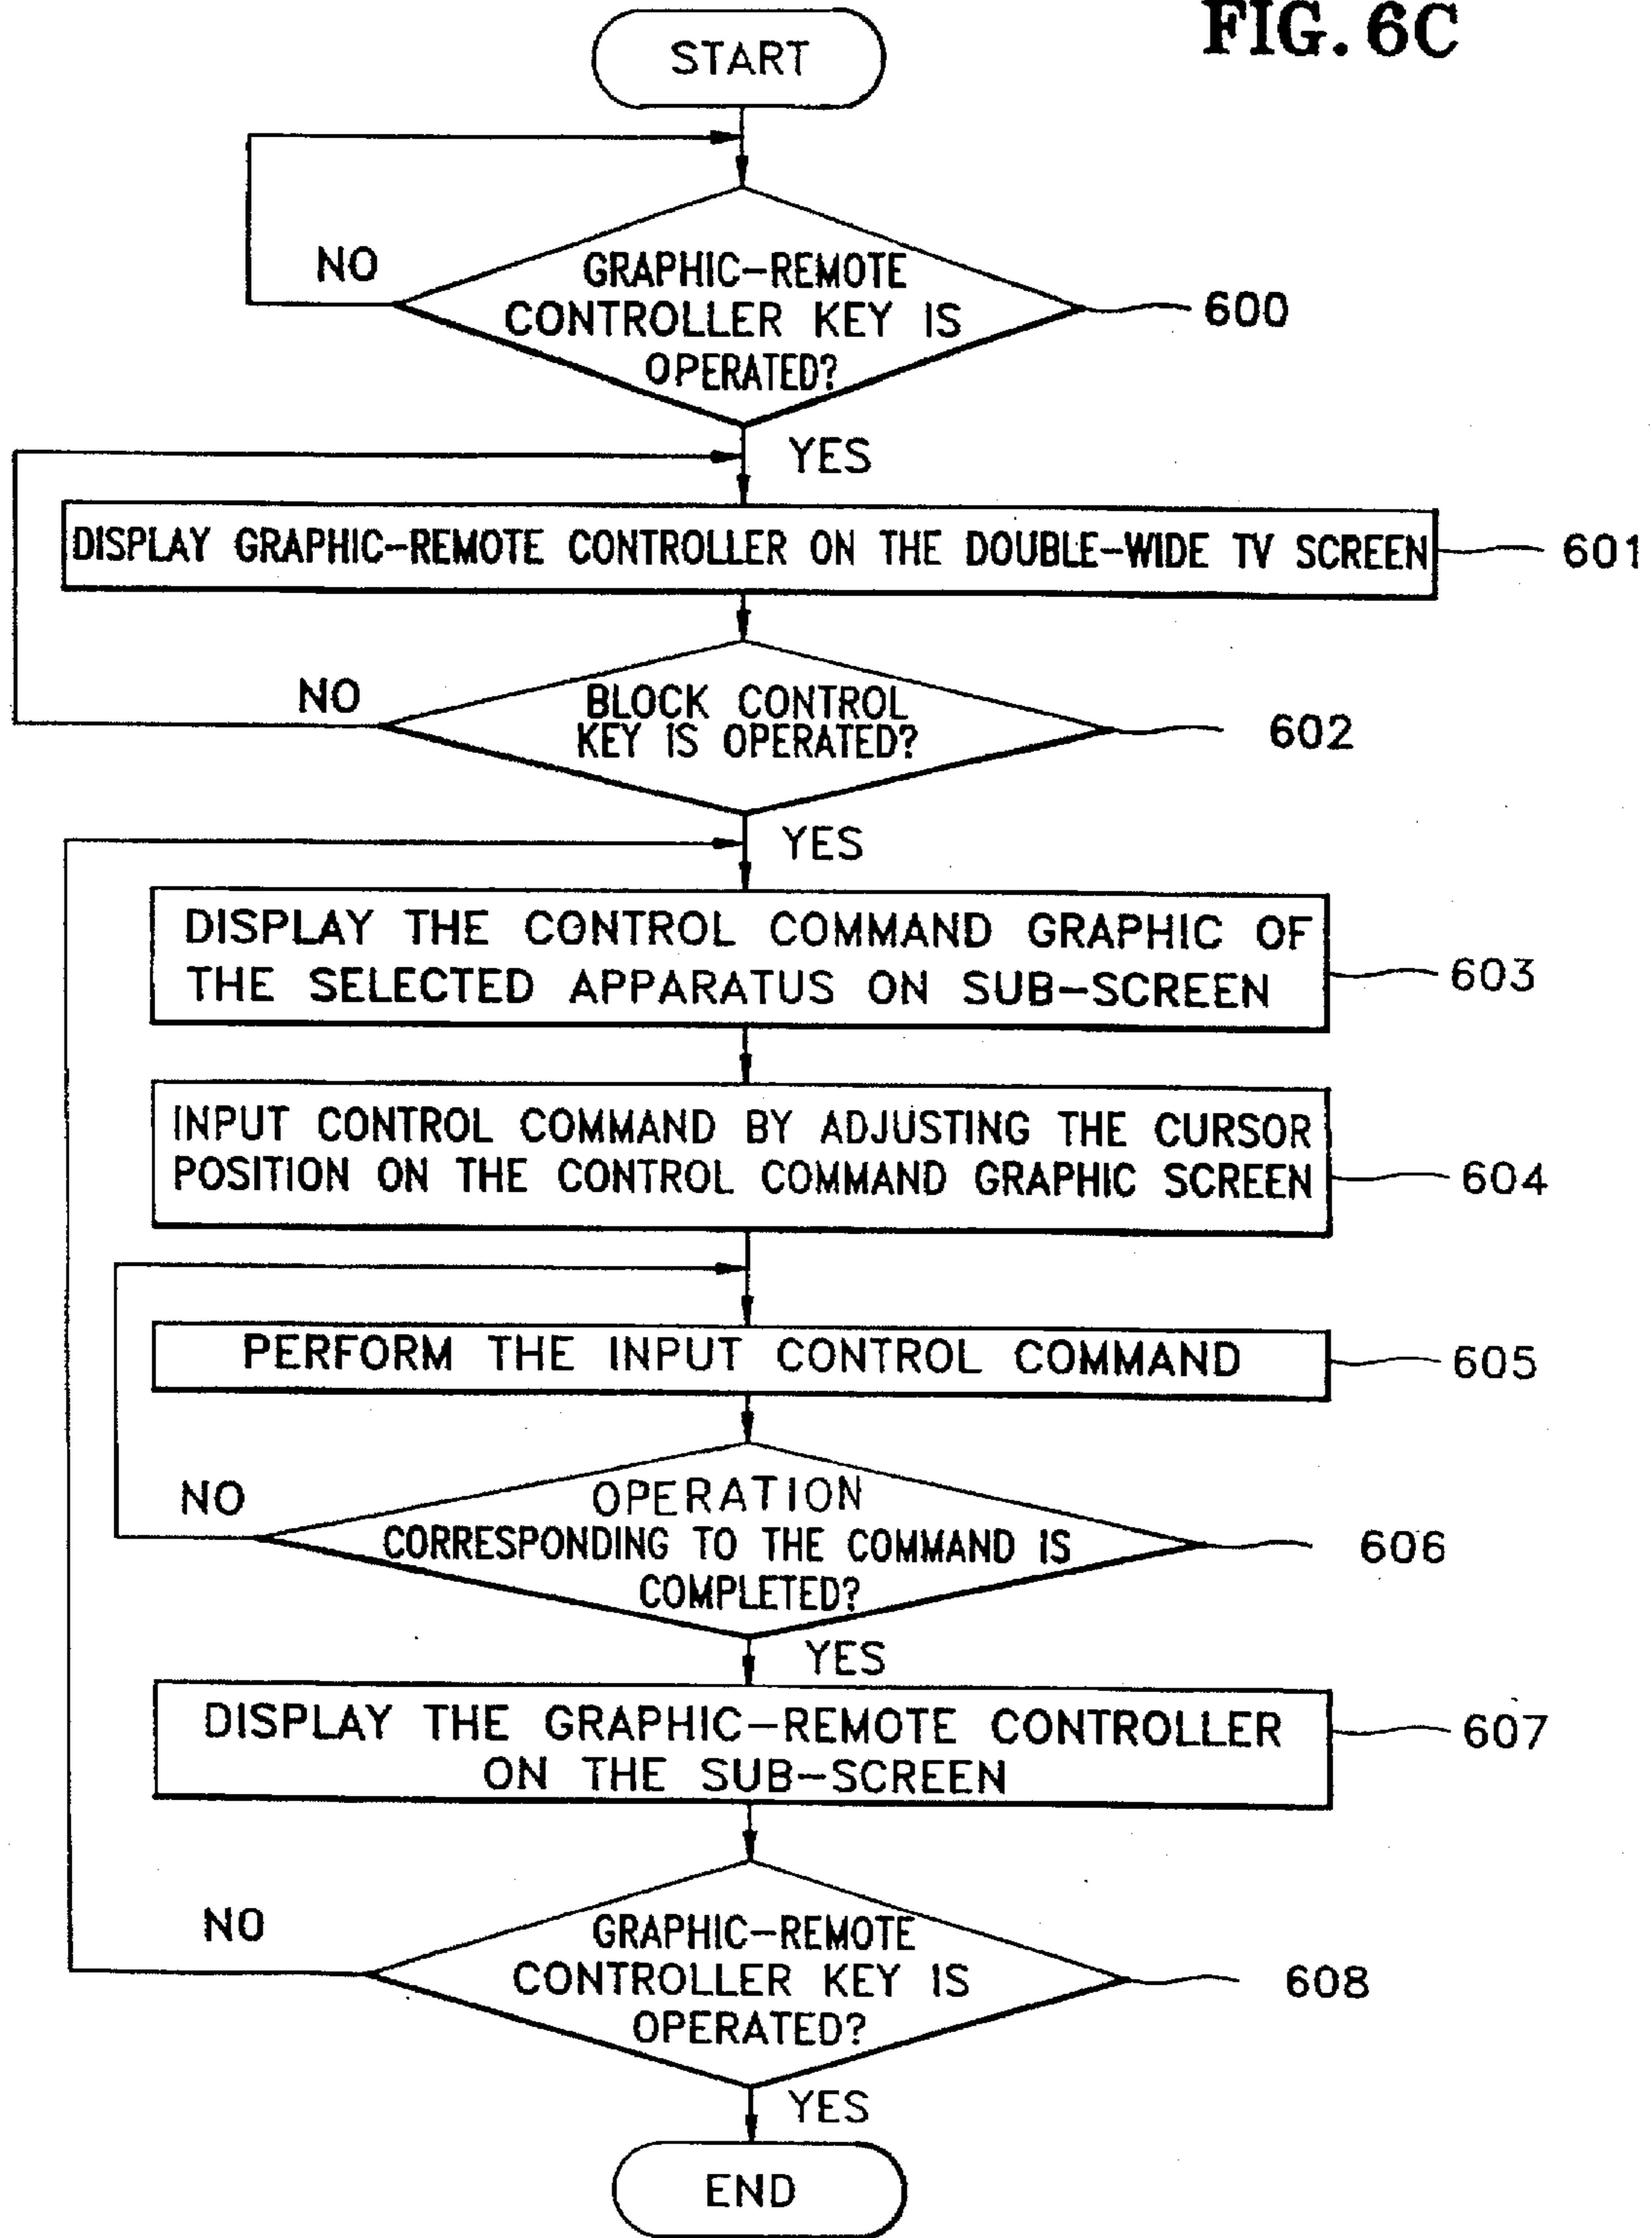 FIG. 6C
START
NO
GRAPHIC-REMOTE
CONTROLLER KEY IS
OPERATED?
600
YES
DISPLAY GRAPHIC-REMOTE CONTROLLER ON THE DOUBLE-WIDE TV SCREEN
601
NO
BLOCK CONTROL
KEY IS OPERATED?
602
YES
DISPLAY THE CONTROL COMMAND GRAPHIC OF
THE SELECTED APPARATUS ON SUB-SCREEN
603
INPUT CONTROL COMMAND BY ADJUSTING THE CURSOR
POSITION ON THE CONTROL COMMAND GRAPHIC SCREEN
604
PERFORM THE INPUT CONTROL COMMAND
605
NO
OPERATION
CORRESPONDING TO THE COMMAND IS
COMPLETED?
606
YES
DISPLAY THE GRAPHIC-REMOTE CONTROLLER
ON THE SUB-SCREEN
607
NO
GRAPHIC-REMOTE
CONTROLLER KEY IS
OPERATED?
608
YES
END